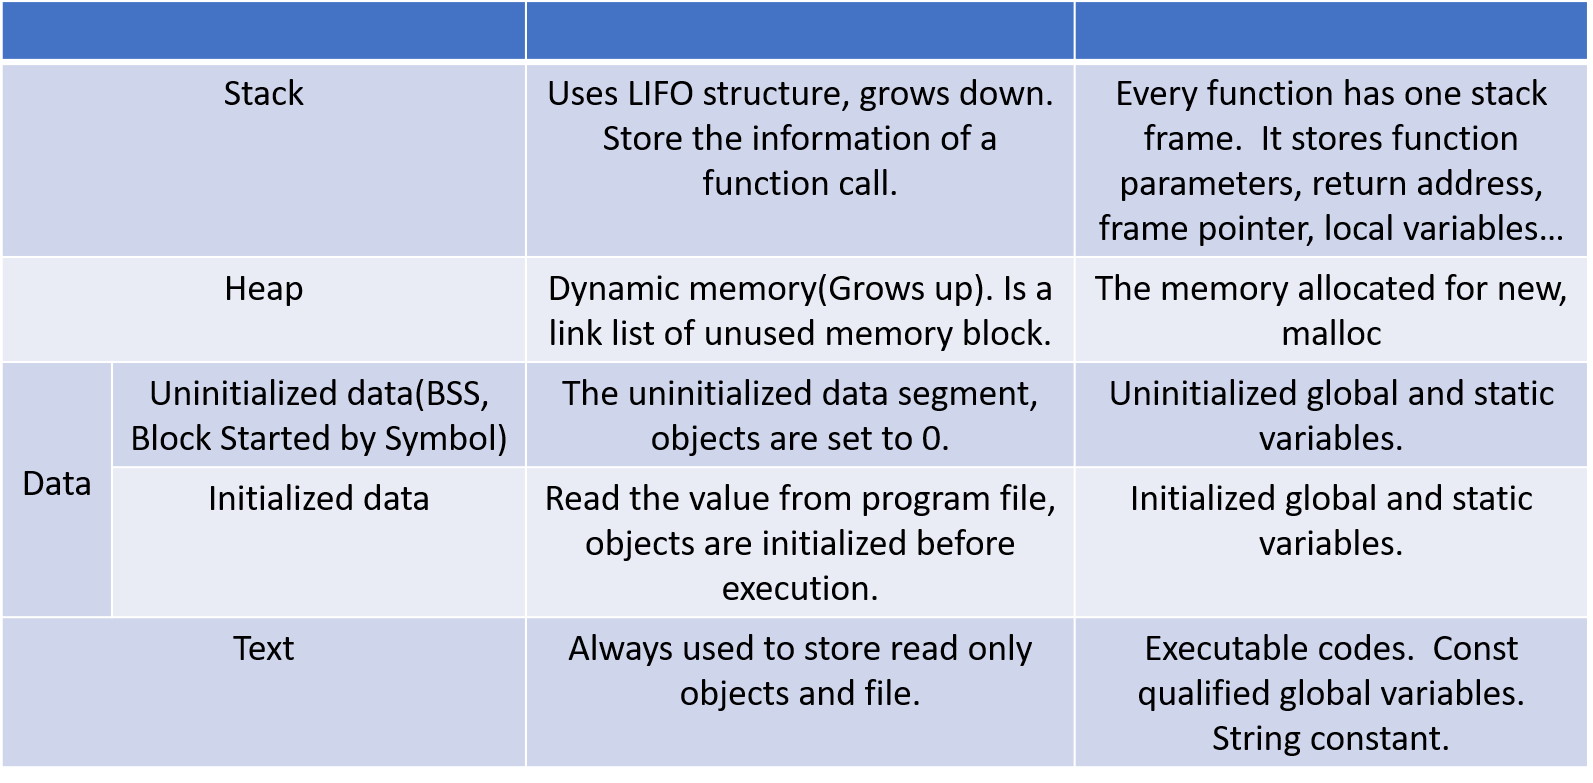 Stack
Uses LIFO structure, grows down.
Store the information of a
function call.
Every function has one stack
frame.  It stores function
parameters, return address,
frame pointer, local variables…
Heap
Dynamic memory(Grows up). Is a
link list of unused memory block.
The memory allocated for new,
malloc
Data
Uninitialized data(BSS,
Block Started by Symbol)
The uninitialized data segment,
objects are set to 0.
Uninitialized global and static
variables.
Initialized data
Read the value from program file,
objects are initialized before
execution.
Initialized global and static
variables.
Text
Always used to store read only
objects and file.
Executable codes.  Const
qualified global variables.
String constant.